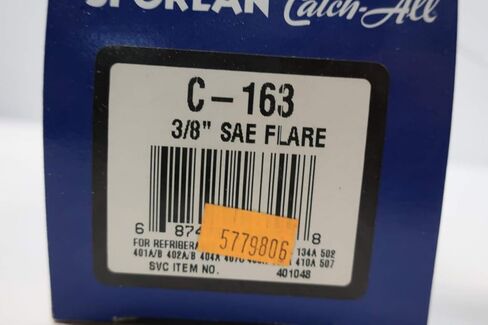 SPORLAN Catch-All
C-163
3/8" SAE FLARE
6 874 8
5779806
FOR REFRIGERA 134A 502
401A/B 402A/B 404A 407C 410A 507
SVC ITEM NO. 401048